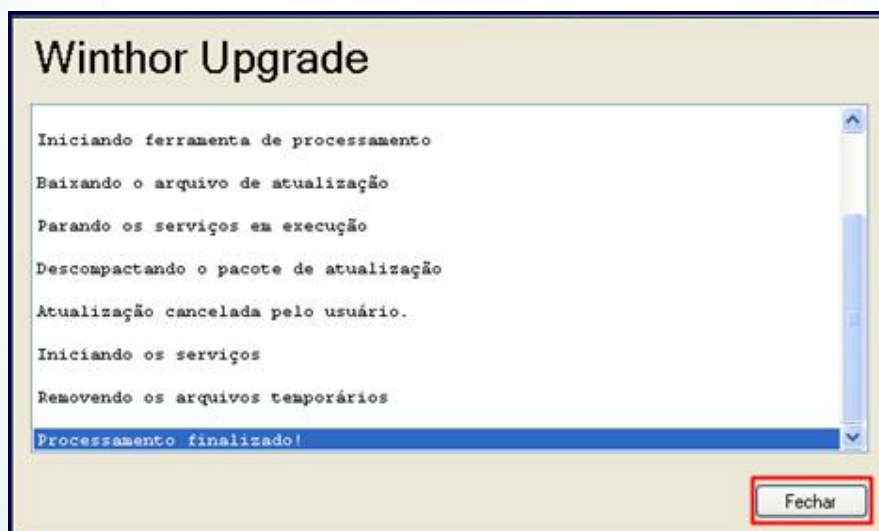 Winthor Upgrade
Iniciando ferramenta de processamento
Baixando o arquivo de atualização
Parando os serviços em execução
Descompactando o pacote de atualização
Atualização cancelada pelo usuário.
Iniciando os serviços
Removendo os arquivos temporários
Processamento finalizado!
Fechar